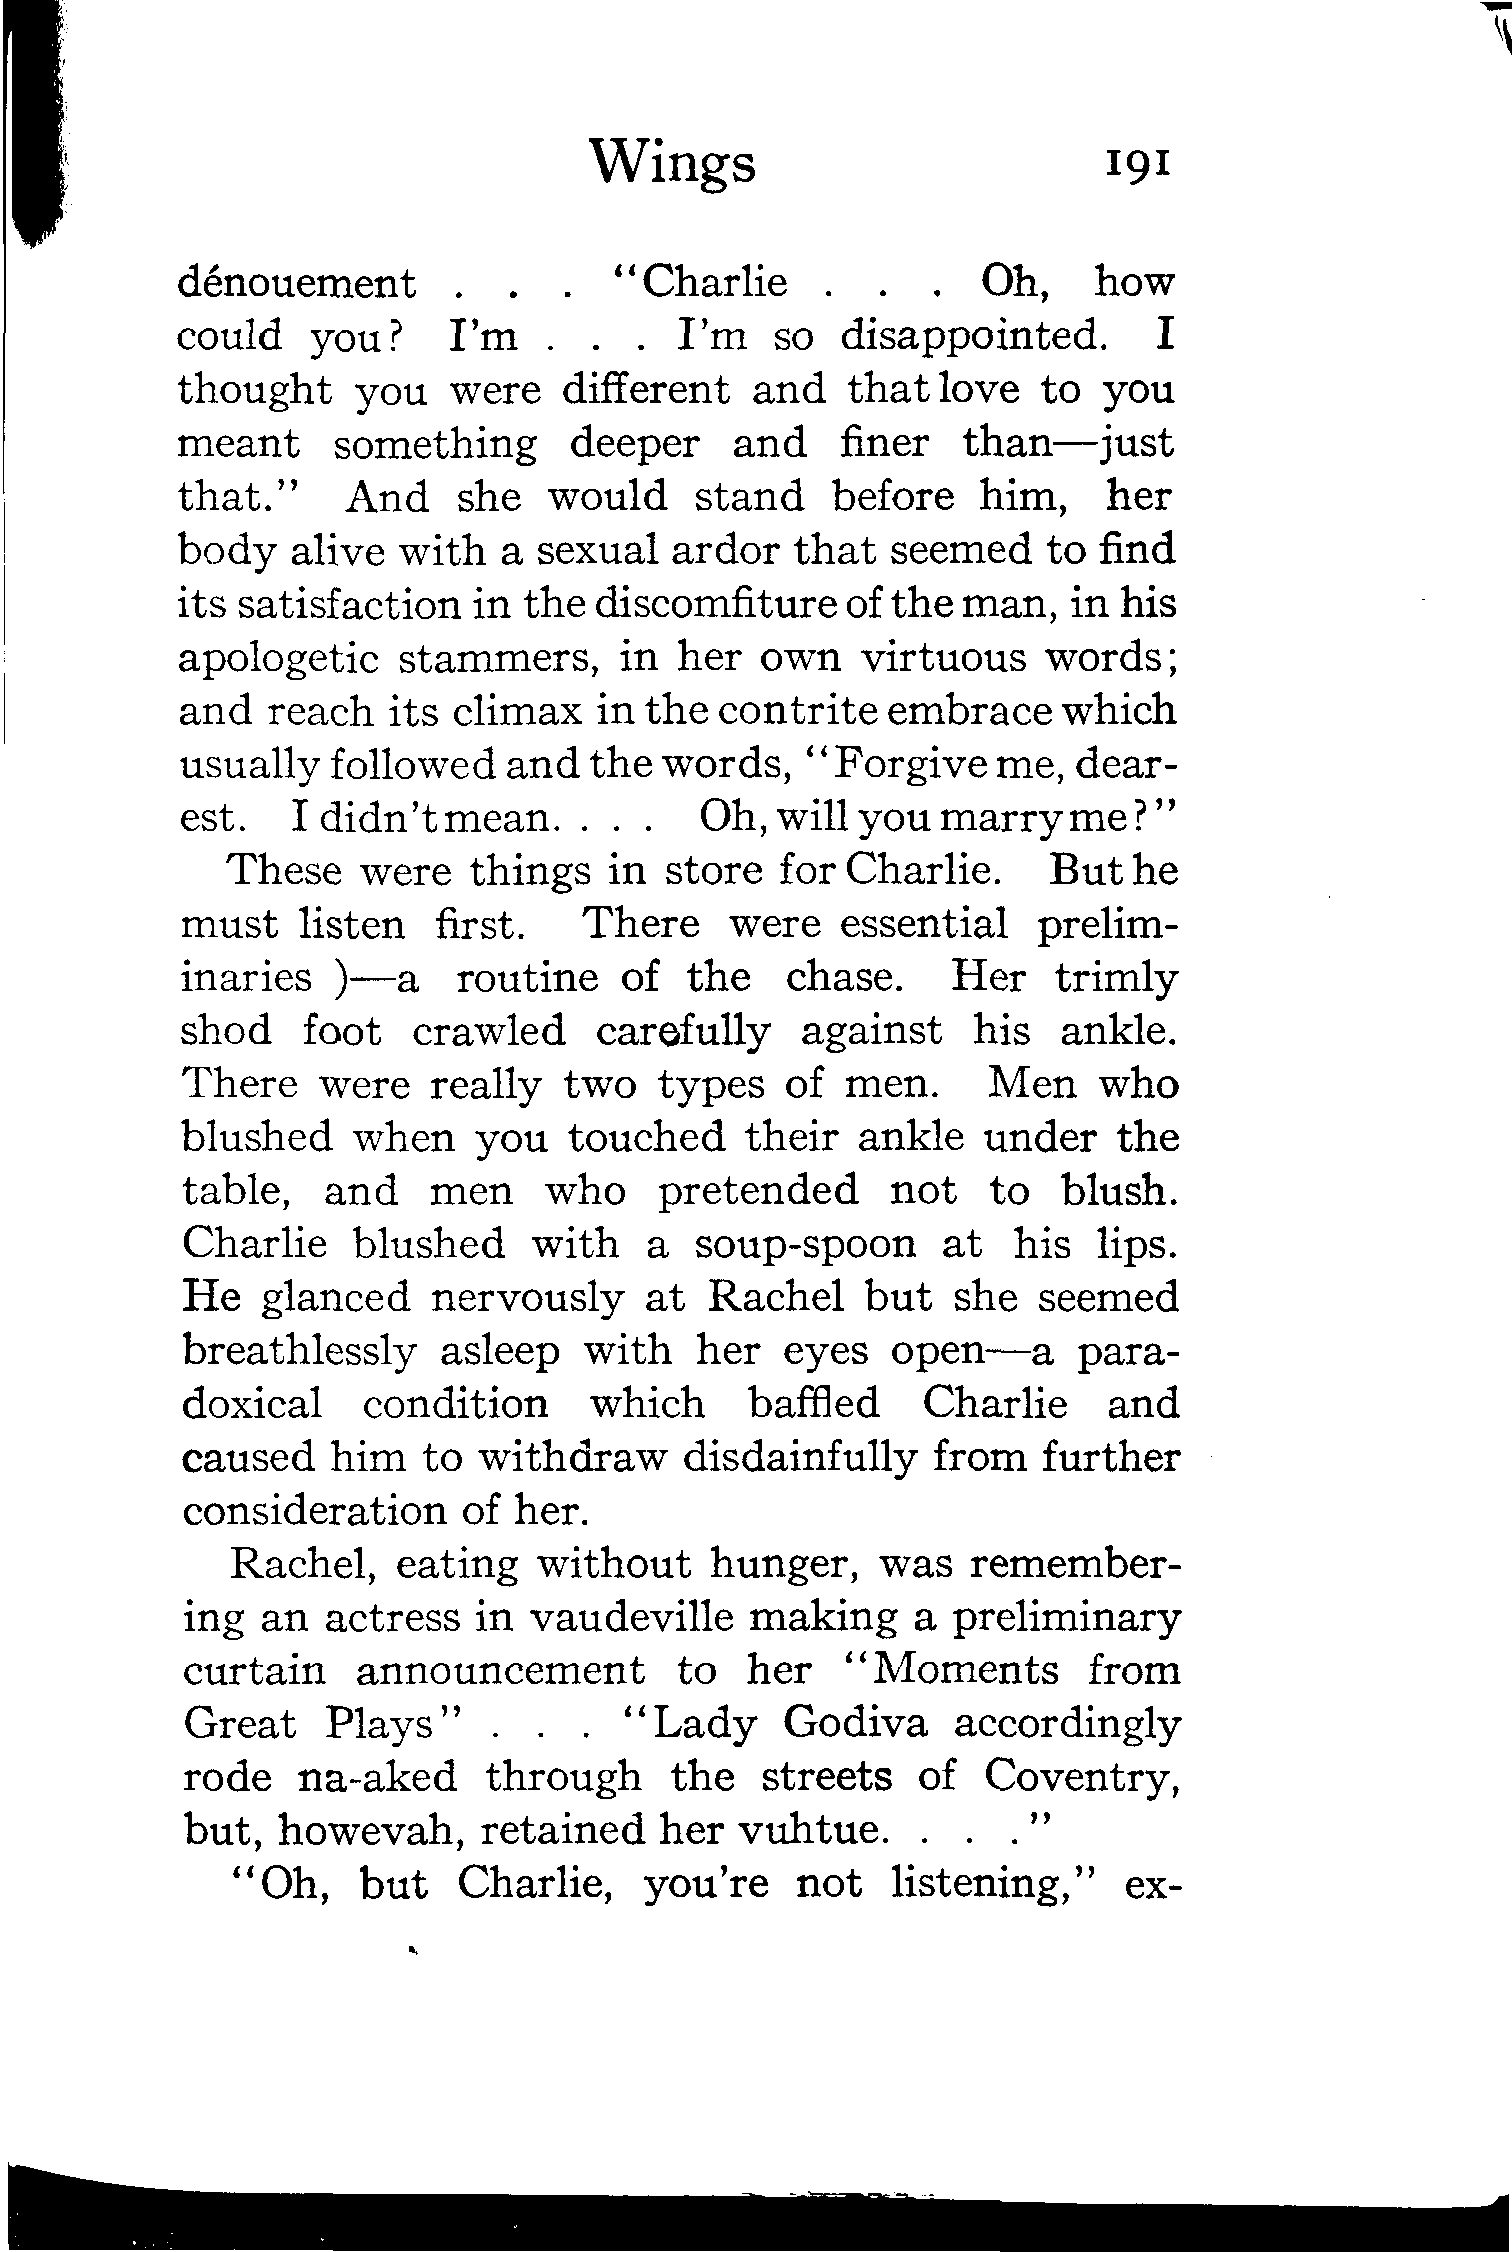 Wings 191
dénouement . . . "Charlie . . . Oh, how
could you? I'm . . . I'm so disappointed. I
thought you were different and that love to you
meant something deeper and finer than—just
that." And she would stand before him, her
body alive with a sexual ardor that seemed to find
its satisfaction in the discomfiture of the man, in his
apologetic stammers, in her own virtuous words;
and reach its climax in the contrite embrace which
usually followed and the words, "Forgive me, dear-
est. I didn't mean. . . . Oh, will you marry me?"
These were things in store for Charlie. But he
must listen first. There were essential prelim-
inaries )—a routine of the chase. Her trimly
shod foot crawled carefully against his ankle.
There were really two types of men. Men who
blushed when you touched their ankle under the
table, and men who pretended not to blush.
Charlie blushed with a soup-spoon at his lips.
He glanced nervously at Rachel but she seemed
breathlessly asleep with her eyes open—a para-
doxical condition which baffled Charlie and
caused him to withdraw disdainfully from further
consideration of her.
Rachel, eating without hunger, was remember-
ing an actress in vaudeville making a preliminary
curtain announcement to her "Moments from
Great Plays" . . . "Lady Godiva accordingly
rode na-aked through the streets of Coventry,
but, howevah, retained her vuhtue. . . ."
"Oh, but Charlie, you're not listening," ex-